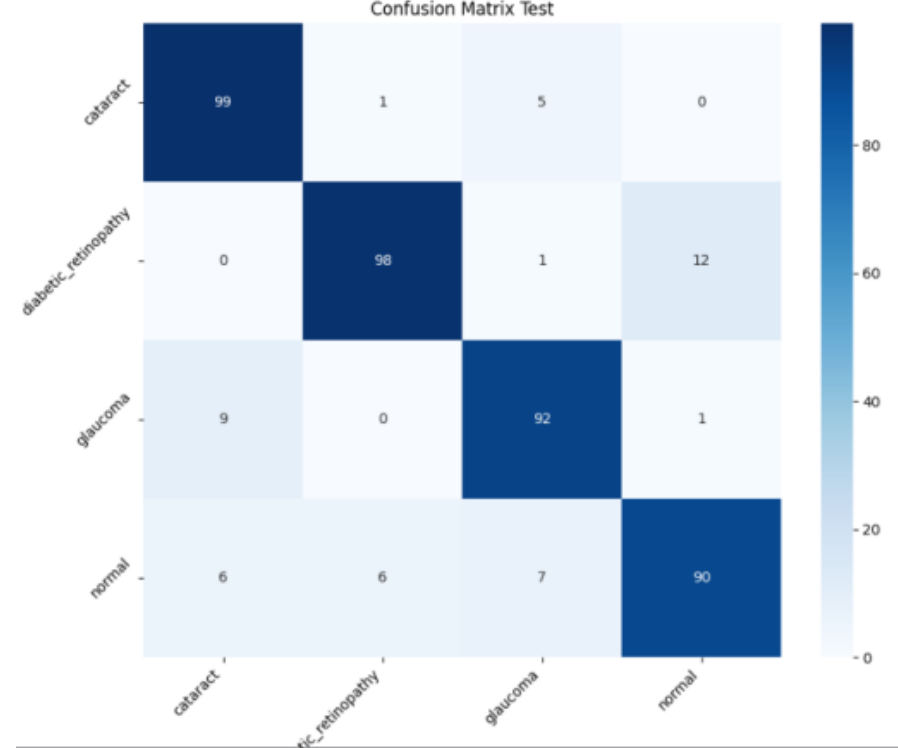 Confusion Matrix Test
cataract 99 1 5 0
diabetic_retinopathy 0 98 1 12
glaucoma 9 0 92 1
normal 6 6 7 90
cataract tic_retinopathy glaucoma normal
80
60
40
20
0